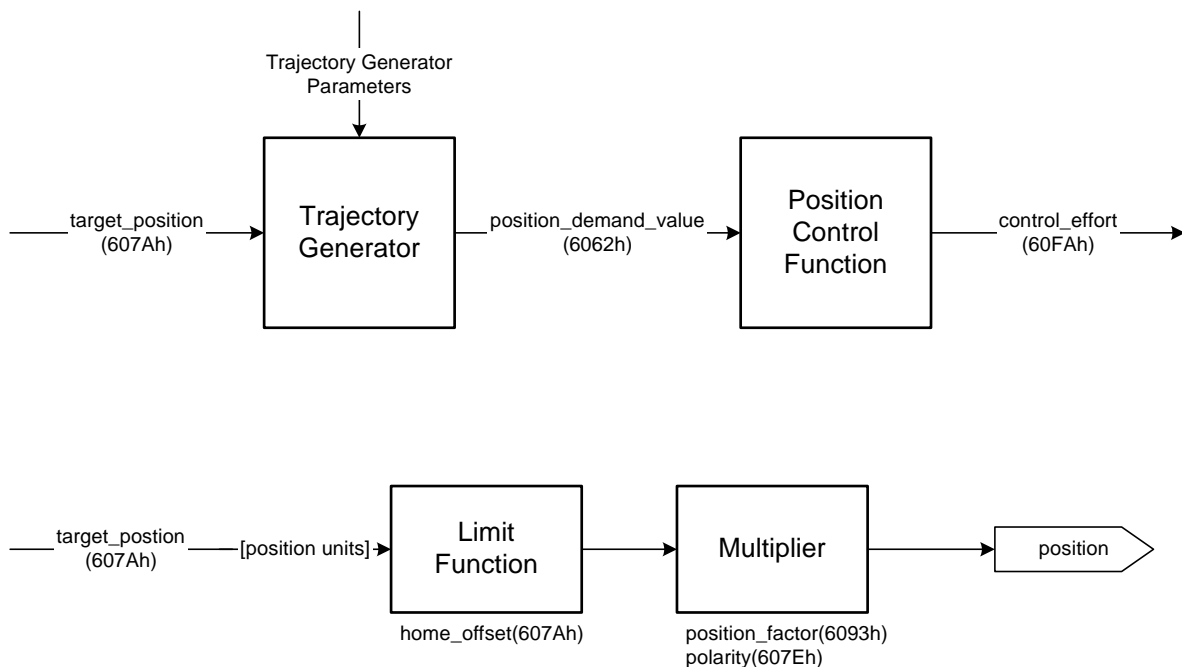 Trajectory Generator
Parameters
target_position
(607Ah)
Trajectory
Generator
position_demand_value
(6062h)
Position
Control
Function
control_effort
(60FAh)
target_postion
(607Ah)
[position units]
Limit
Function
home_offset(607Ah)
Multiplier
position_factor(6093h)
polarity(607Eh)
position